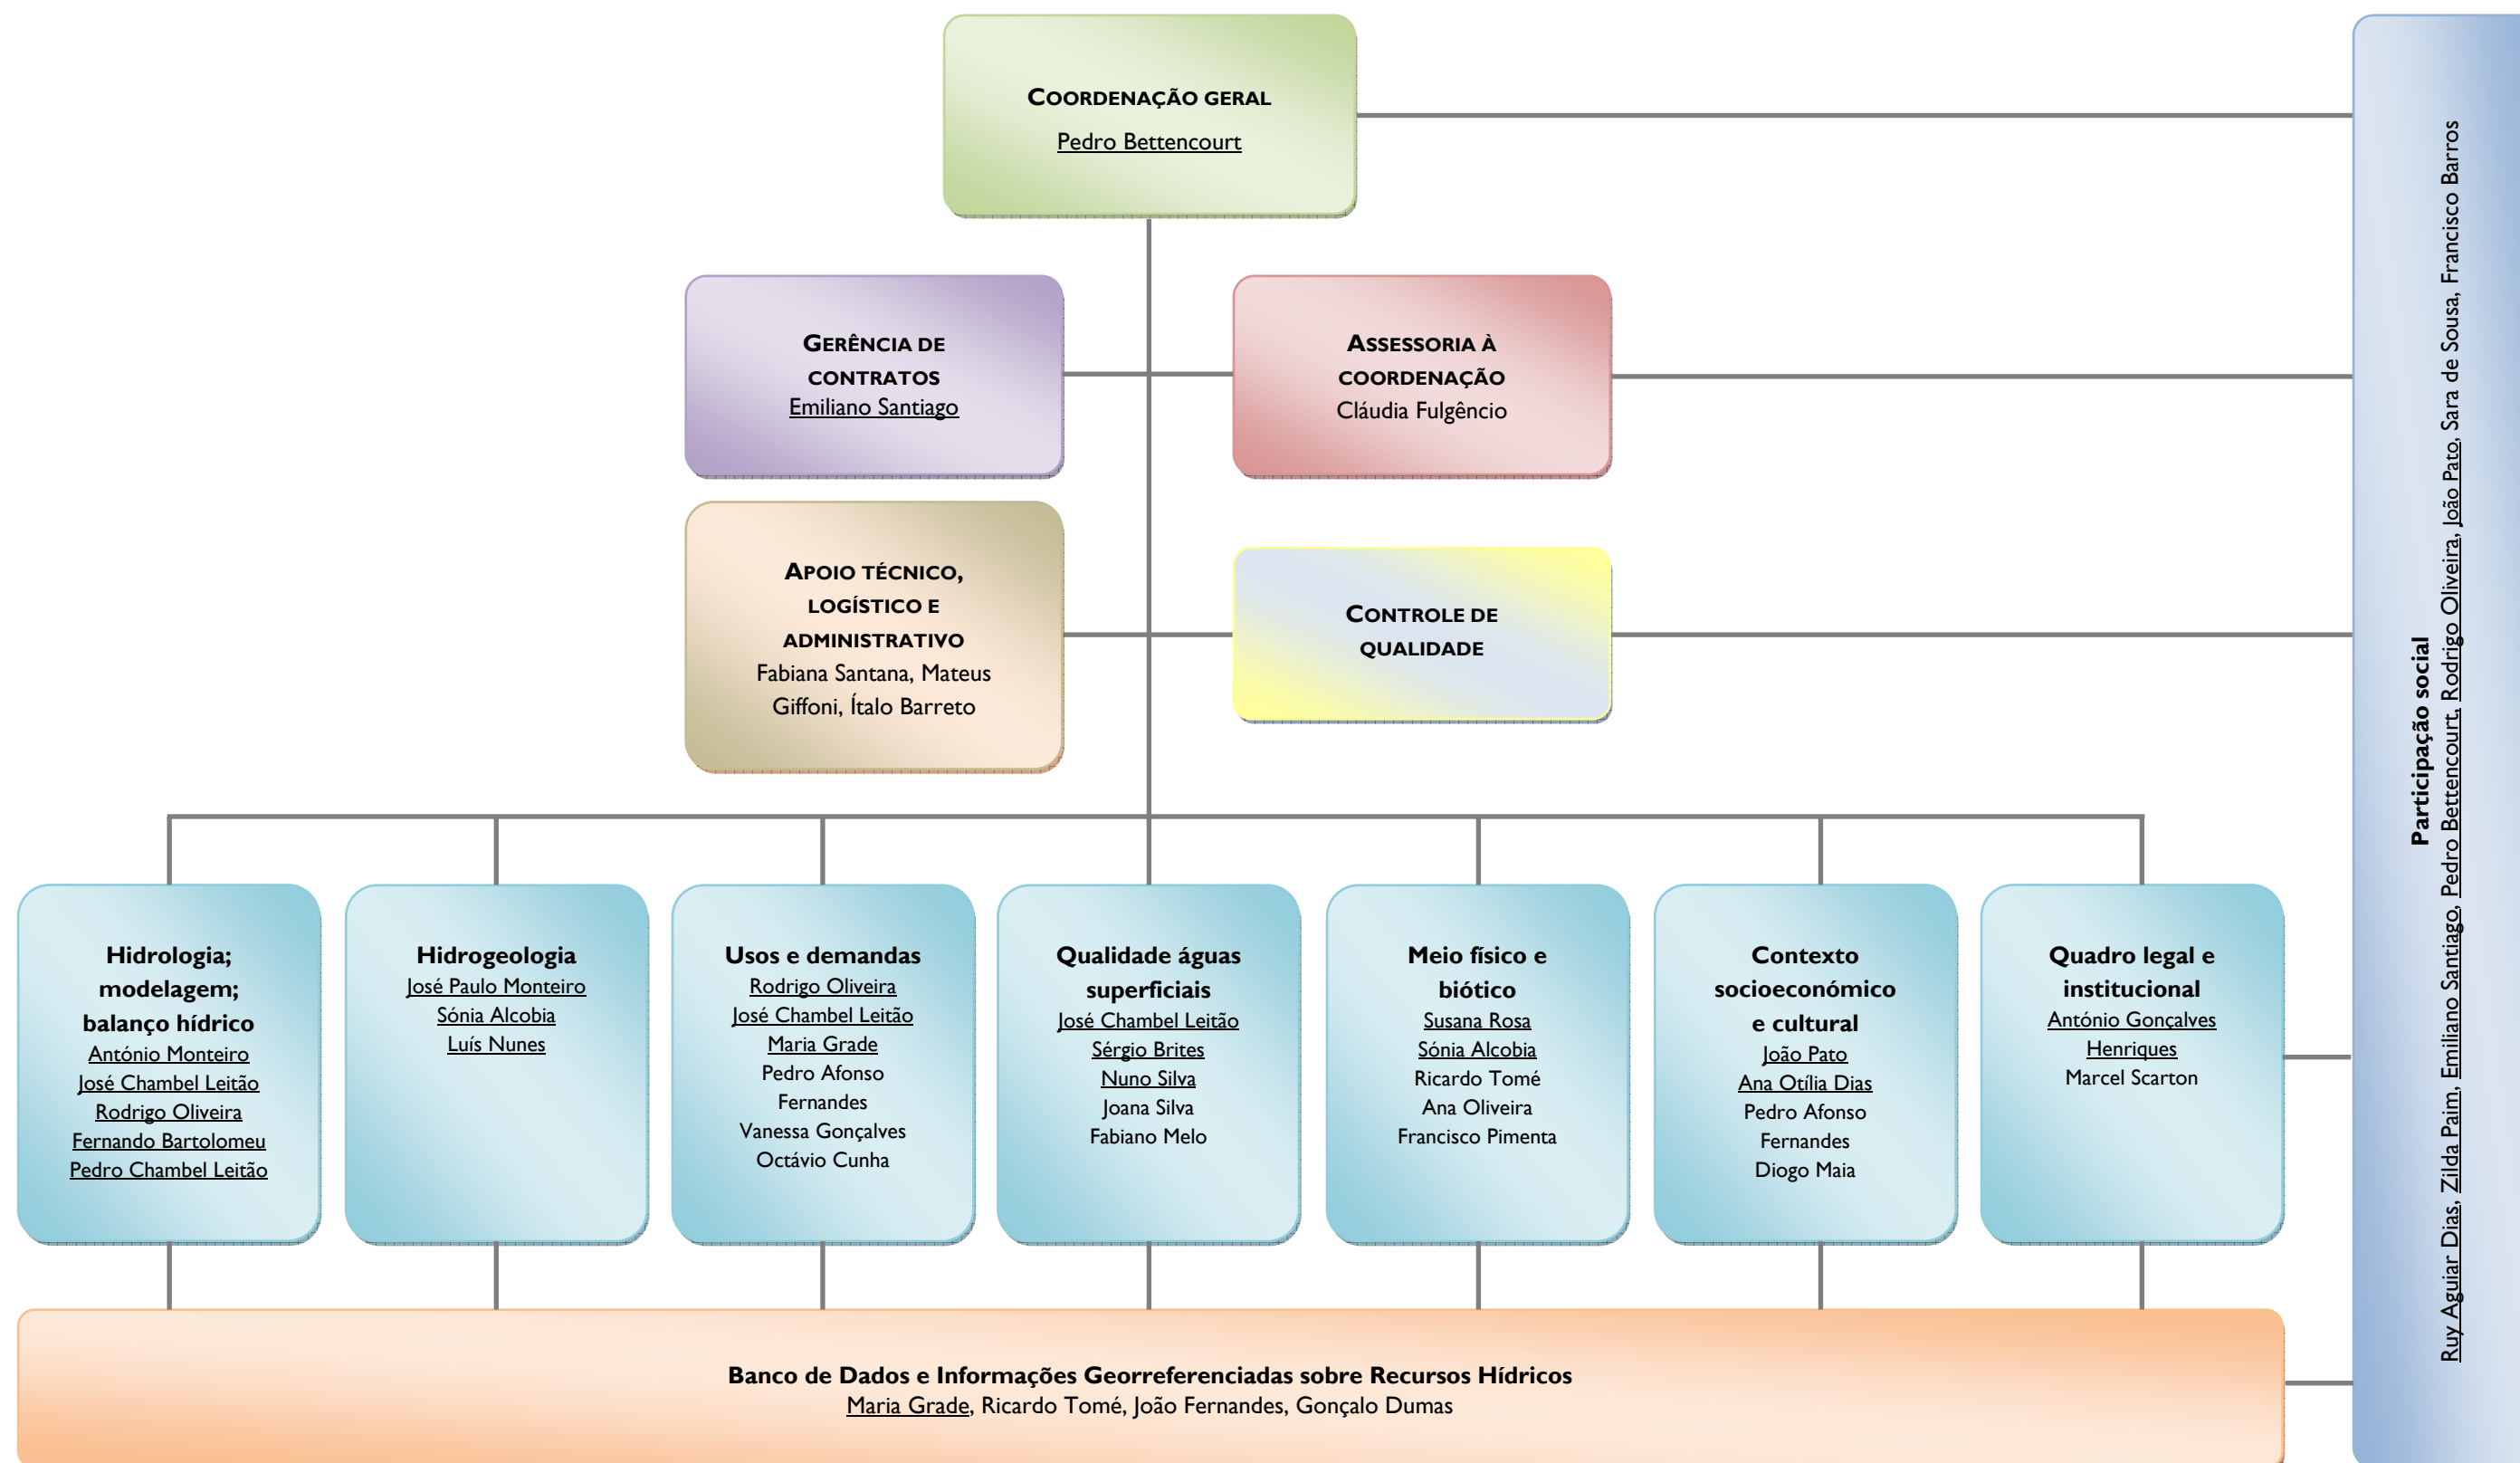 COORDENAÇÃO GERAL
Pedro Bettencourt
GERÊNCIA DE
CONTRATOS
Emiliano Santiago
ASSESSORIA À
COORDENAÇÃO
Cláudia Fulgêncio
APOIO TÉCNICO,
LOGÍSTICO E
ADMINISTRATIVO
Fabiana Santana, Mateus
Giffoni, Ítalo Barreto
CONTROLE DE
QUALIDADE
Hidrologia;
modelagem;
balanço hídrico
António Monteiro
José Chambel Leitão
Rodrigo Oliveira
Fernando Bartolomeu
Pedro Chambel Leitão
Hidrogeologia
José Paulo Monteiro
Sónia Alcobia
Luís Nunes
Usos e demandas
Rodrigo Oliveira
José Chambel Leitão
Maria Grade
Pedro Afonso
Fernandes
Vanessa Gonçalves
Octávio Cunha
Qualidade águas
superficiais
José Chambel Leitão
Sérgio Brites
Nuno Silva
Joana Silva
Fabiano Melo
Meio físico e
biótico
Susana Rosa
Sónia Alcobia
Ricardo Tomé
Ana Oliveira
Francisco Pimenta
Contexto
socioeconómico
e cultural
João Pato
Ana Otília Dias
Pedro Afonso
Fernandes
Diogo Maia
Quadro legal e
institucional
António Gonçalves
Henriques
Marcel Scarton
Banco de Dados e Informações Georreferenciadas sobre Recursos Hídricos
Maria Grade, Ricardo Tomé, João Fernandes, Gonçalo Dumas
Participação social
Ruy Aguiar Dias, Zilda Paim, Emiliano Santiago, Pedro Bettencourt, Rodrigo Oliveira, João Pato, Sara de Sousa, Francisco Barros